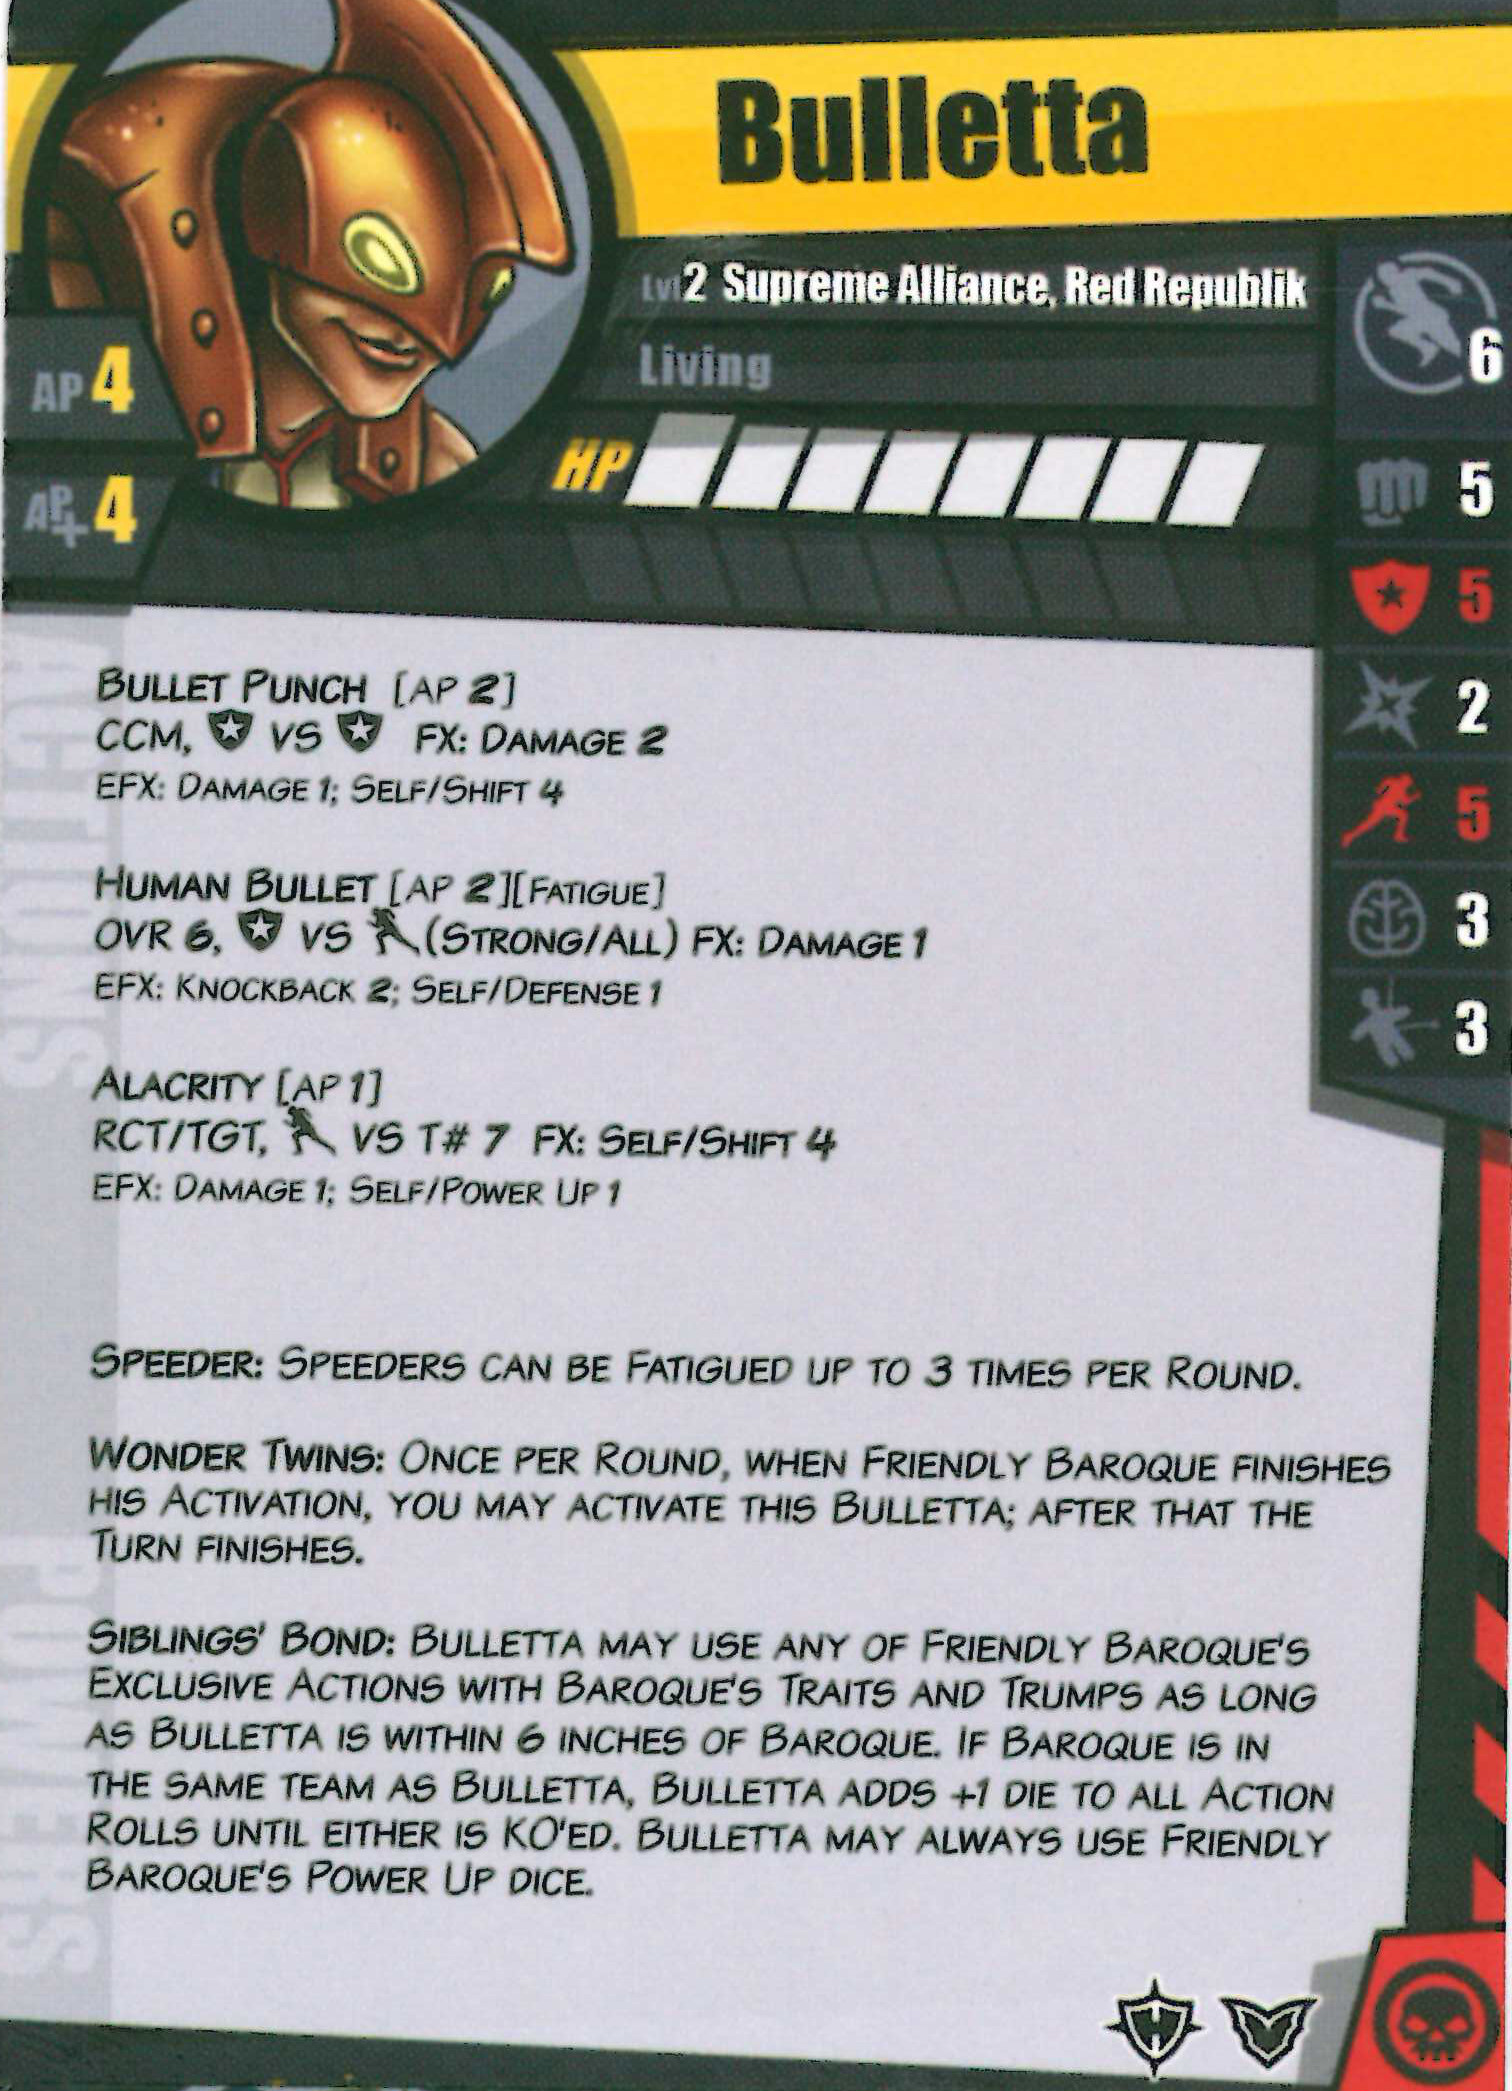 Bulletta
Lvl 2 Supreme Alliance, Red Republik
6
Living
AP 4
HP
5
AP+ 4
5
2
5
3
3
ACTIONS
BULLET PUNCH [AP 2]
CCM, VS FX: DAMAGE 2
EFX: DAMAGE 1; SELF/SHIFT 4
HUMAN BULLET [AP 2][FATIGUE]
OVR 6, VS (STRONG/ALL) FX: DAMAGE 1
EFX: KNOCKBACK 2; SELF/DEFENSE 1
ALACRITY [AP 1]
RCT/TGT, VS T# 7 FX: SELF/SHIFT 4
EFX: DAMAGE 1; SELF/POWER UP 1
SPEEDER: SPEEDERS CAN BE FATIGUED UP TO 3 TIMES PER ROUND.
WONDER TWINS: ONCE PER ROUND, WHEN FRIENDLY BAROQUE FINISHES
HIS ACTIVATION, YOU MAY ACTIVATE THIS BULLETTA; AFTER THAT THE
TURN FINISHES.
SIBLINGS' BOND: BULLETTA MAY USE ANY OF FRIENDLY BAROQUE'S
EXCLUSIVE ACTIONS WITH BAROQUE'S TRAITS AND TRUMPS AS LONG
AS BULLETTA IS WITHIN 6 INCHES OF BAROQUE. IF BAROQUE IS IN
THE SAME TEAM AS BULLETTA, BULLETTA ADDS +1 DIE TO ALL ACTION
ROLLS UNTIL EITHER IS KO'ED. BULLETTA MAY ALWAYS USE FRIENDLY
BAROQUE'S POWER UP DICE.